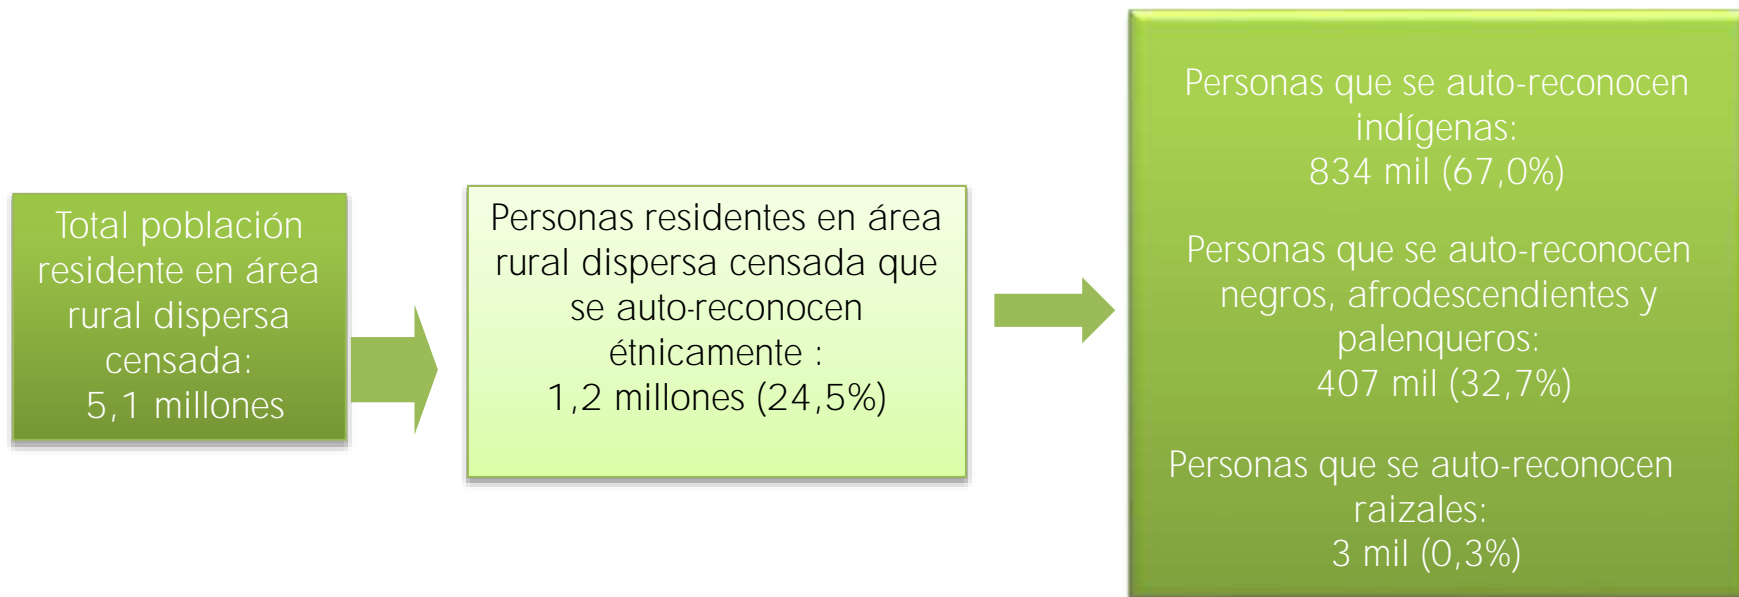 Total población
residente en área
rural dispersa
censada:
5,1 millones
Personas residentes en área
rural dispersa censada que
se auto-reconocen
étnicamente :
1,2 millones (24,5%)
Personas que se auto-reconocen
indígenas:
834 mil (67,0%)
Personas que se auto-reconocen
negros, afrodescendientes y
palenqueros:
407 mil (32,7%)
Personas que se auto-reconocen
raizales:
3 mil (0,3%)